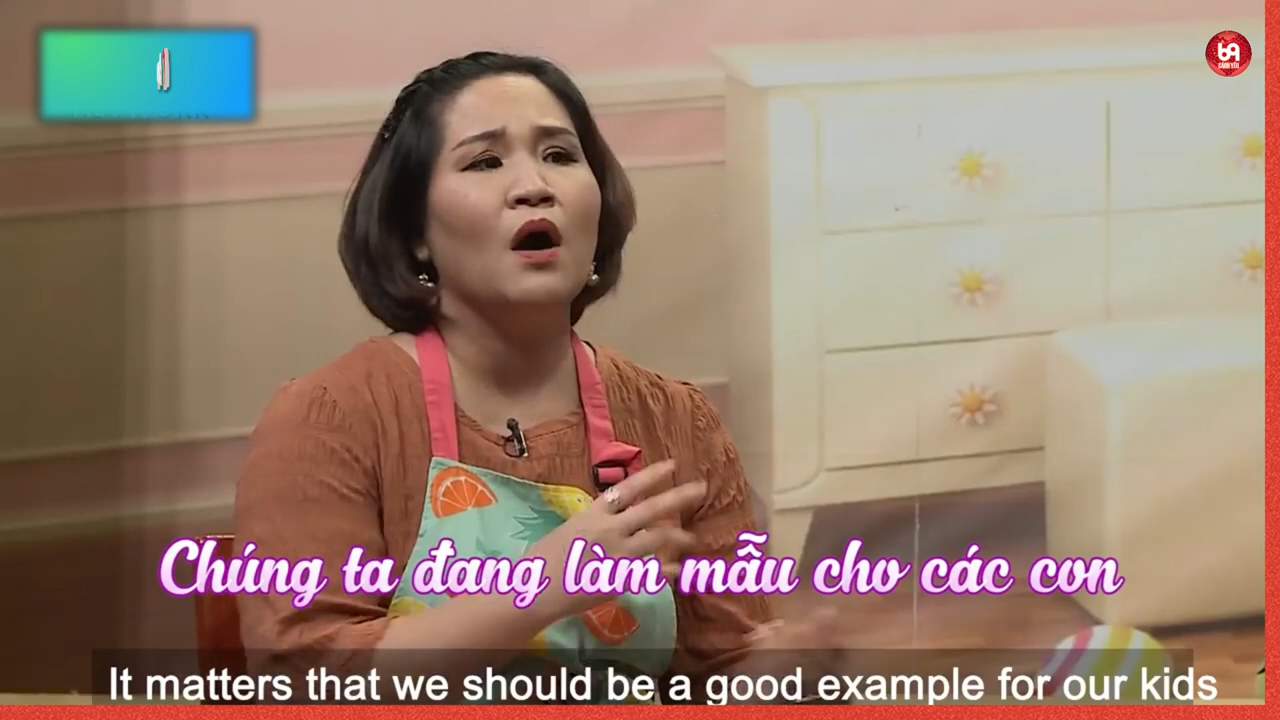 Chúng ta đang làm mẫu cho các con
It matters that we should be a good example for our kids